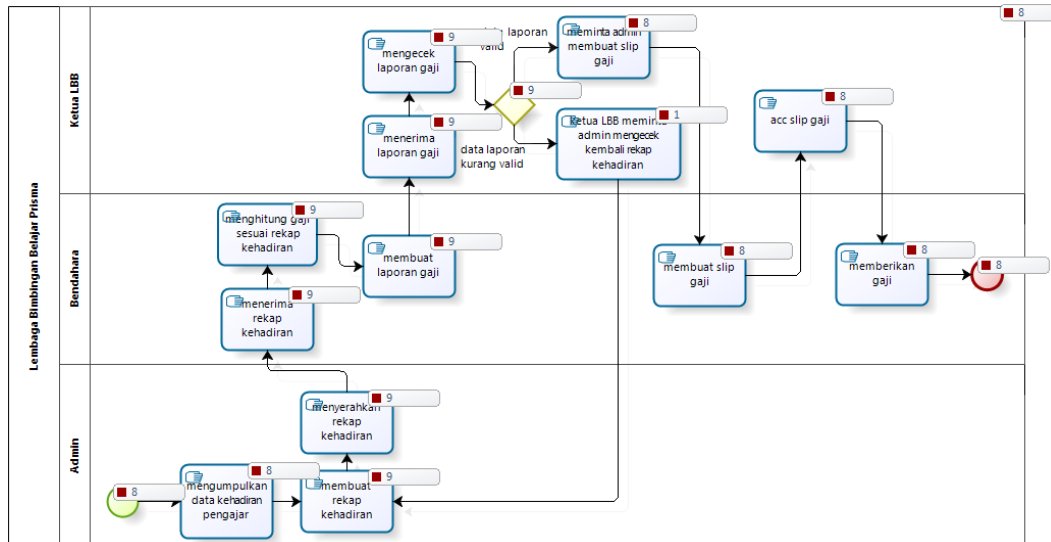 Lembaga Bimbingan Belajar Prisma
Ketua LBB
8
9
mengecek
laporan gaji
laporan
valid
8
meminta admin
membuat slip
gaji
9
9
menerima
laporan gaji
data laporan
kurang valid
1
Ketua LBB meminta
admin mengecek
kembali rekap
kehadiran
8
acc slip gaji
Bendahara
9
menghitung gaji
sesuai rekap
kehadiran
9
membuat
laporan gaji
9
menerima
rekap
kehadiran
8
membuat slip
gaji
8
memberikan
gaji
8
Admin
9
menyerahkan
rekap
kehadiran
8
8
mengumpulkan
data kehadiran
pengajar
9
membuat
rekap
kehadiran